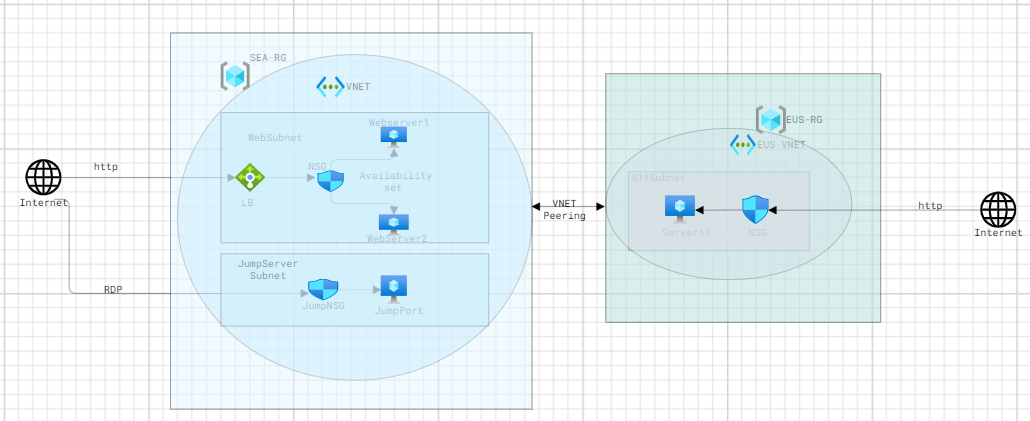 SEA-RG
VNET
WebSubnet
Webserver1
http
NSG
Availability
set
LB
Internet
WebServer2
JumpServer
Subnet
RDP
JumpNSG
JumpPort
VNET
Peering
EUS-RG
EUS-VNET
S11Subnet
Server11
NSG
http
Internet